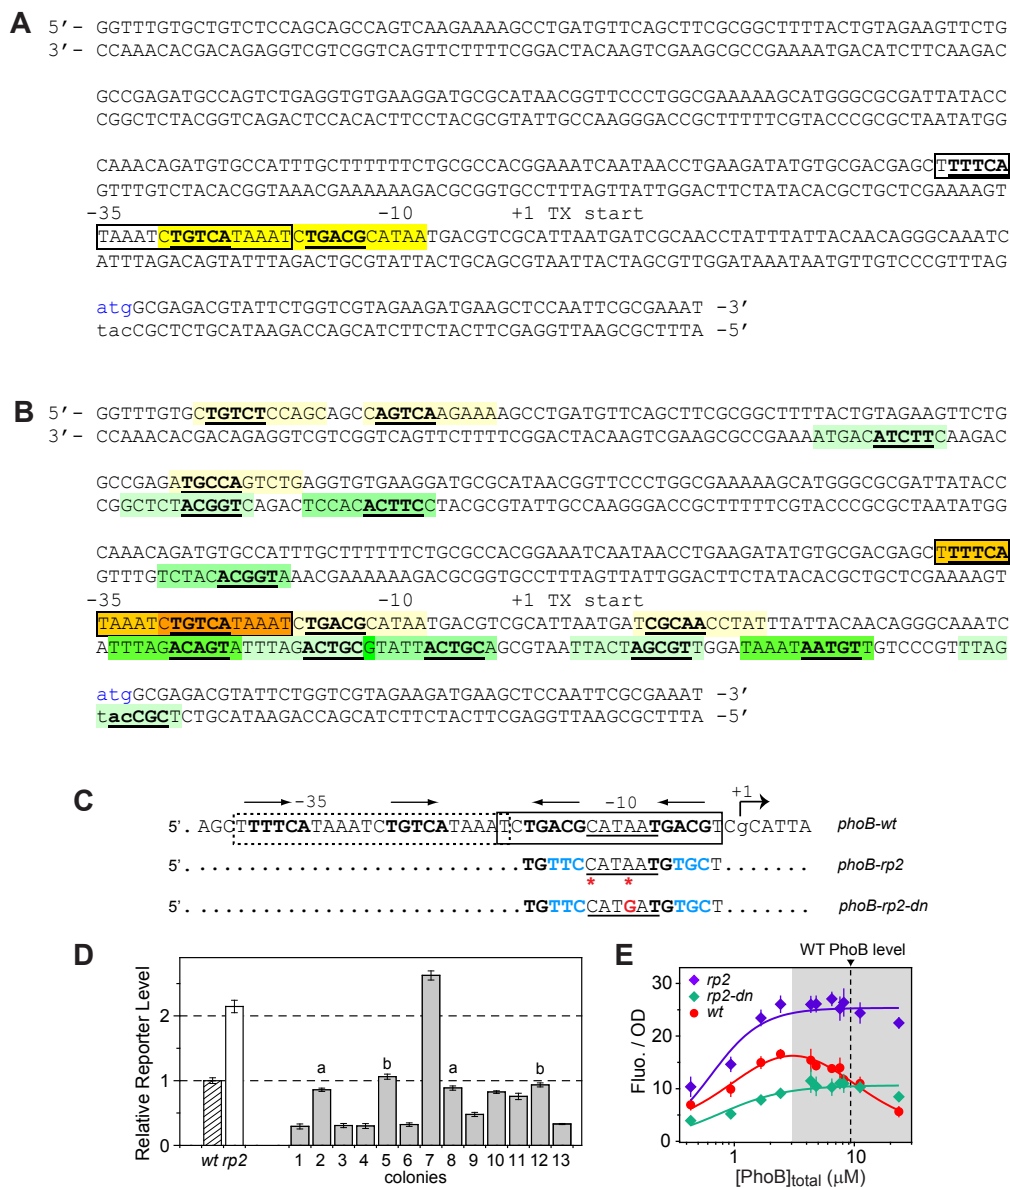 A 5’- GGTTTGTGCTGTCTCCAGCAGCCAGTCAAGAAAAGCCTGATGTTCAGCTTCGCGGCTTTTACTGTAGAAGTTCTG
3’- CCAAACACGACAGAGGTCGTCGGTCAGTTCTTTTCGGACTACAAGTCGAAGCGCCGAAAATGACATCTTCAAGAC
GCCGAGATGCCAGTCTGAGGTGTGAAGGATGCGCATAACGGTTCCCTGGCGAAAAAGCATGGGCGCGATTATACC
CGGCTCTACGGTCAGACTCCACACTTCCTACGCGTATTGCCAAGGGACCGCTTTTTCGTACCCGCGCTAATATGG
CAAACAGATGTGCCATTTGCTTTTTTCTGCGCCACGGAAATCAATAACCTGAAGATATGTGCGACGAGCTTTTCA
GTTTGTCTACACGGTAAACGAAAAAAGACGCGGTGCCTTTAGTTATTGGACTTCTATACACGCTGCTCGAAAAGT
-35 -10 +1 TX start
TAAATCTGTCATAAATCTGACGCATAATGACGTCGCATTAATGATCGCAACCTATTTATTACAACAGGGCAAATC
ATTTAGACAGTATTTAGACTGCGTATTACTGCAGCGTAATTACTAGCGTTGGATAAATAATGTTGTCCCGTTTAG
atgGCGAGACGTATTCTGGTCGTAGAAGATGAAGCTCCAATTCGCGAAAT -3’
tacCGCTCTGCATAAGACCAGCATCTTCTACTTCGAGGTTAAGCGCTTTA -5’
B 5’- GGTTTGTGCTGTCTCCAGCAGCCAGTCAAGAAAAGCCTGATGTTCAGCTTCGCGGCTTTTACTGTAGAAGTTCTG
3’- CCAAACACGACAGAGGTCGTCGGTCAGTTCTTTTCGGACTACAAGTCGAAGCGCCGAAAATGACATCTTCAAGAC
GCCGAGATGCCAGTCTGAGGTGTGAAGGATGCGCATAACGGTTCCCTGGCGAAAAAGCATGGGCGCGATTATACC
CGGCTCTACGGTCAGACTCCACACTTCCTACGCGTATTGCCAAGGGACCGCTTTTTCGTACCCGCGCTAATATGG
CAAACAGATGTGCCATTTGCTTTTTTCTGCGCCACGGAAATCAATAACCTGAAGATATGTGCGACGAGCTTTTCA
GTTTGTCTACACGGTAAACGAAAAAAGACGCGGTGCCTTTAGTTATTGGACTTCTATACACGCTGCTCGAAAAGT
-35 -10 +1 TX start
TAAATCTGTCATAAATCTGACGCATAATGACGTCGCATTAATGATCGCAACCTATTTATTACAACAGGGCAAATC
ATTTAGACAGTATTTAGACTGCGTATTACTGCAGCGTAATTACTAGCGTTGGATAAATAATGTTGTCCCGTTTAG
atgGCGAGACGTATTCTGGTCGTAGAAGATGAAGCTCCAATTCGCGAAAT -3’
tacCGCTCTGCATAAGACCAGCATCTTCTACTTCGAGGTTAAGCGCTTTA -5’
C -35 -10 +1
5’. AGCTTTTCATAAATCTGTCATAAATCTGACGCATAATGACGTCgCATTA phoB-wt
5’ ........................... TGTTCCATAATGTGCT....... phoB-rp2
* *
5’ ........................... TGTTCCATGATGTGCT....... phoB-rp2-dn
D
Relative Reporter Level
2
1
0
a b a b
wt rp2 1 2 3 4 5 6 7 8 9 10 11 12 13
colonies
E
WT PhoB level
Fluo. / OD
30
20
10
0
rp2
rp2-dn
wt
1 10
[PhoB]total (μM)